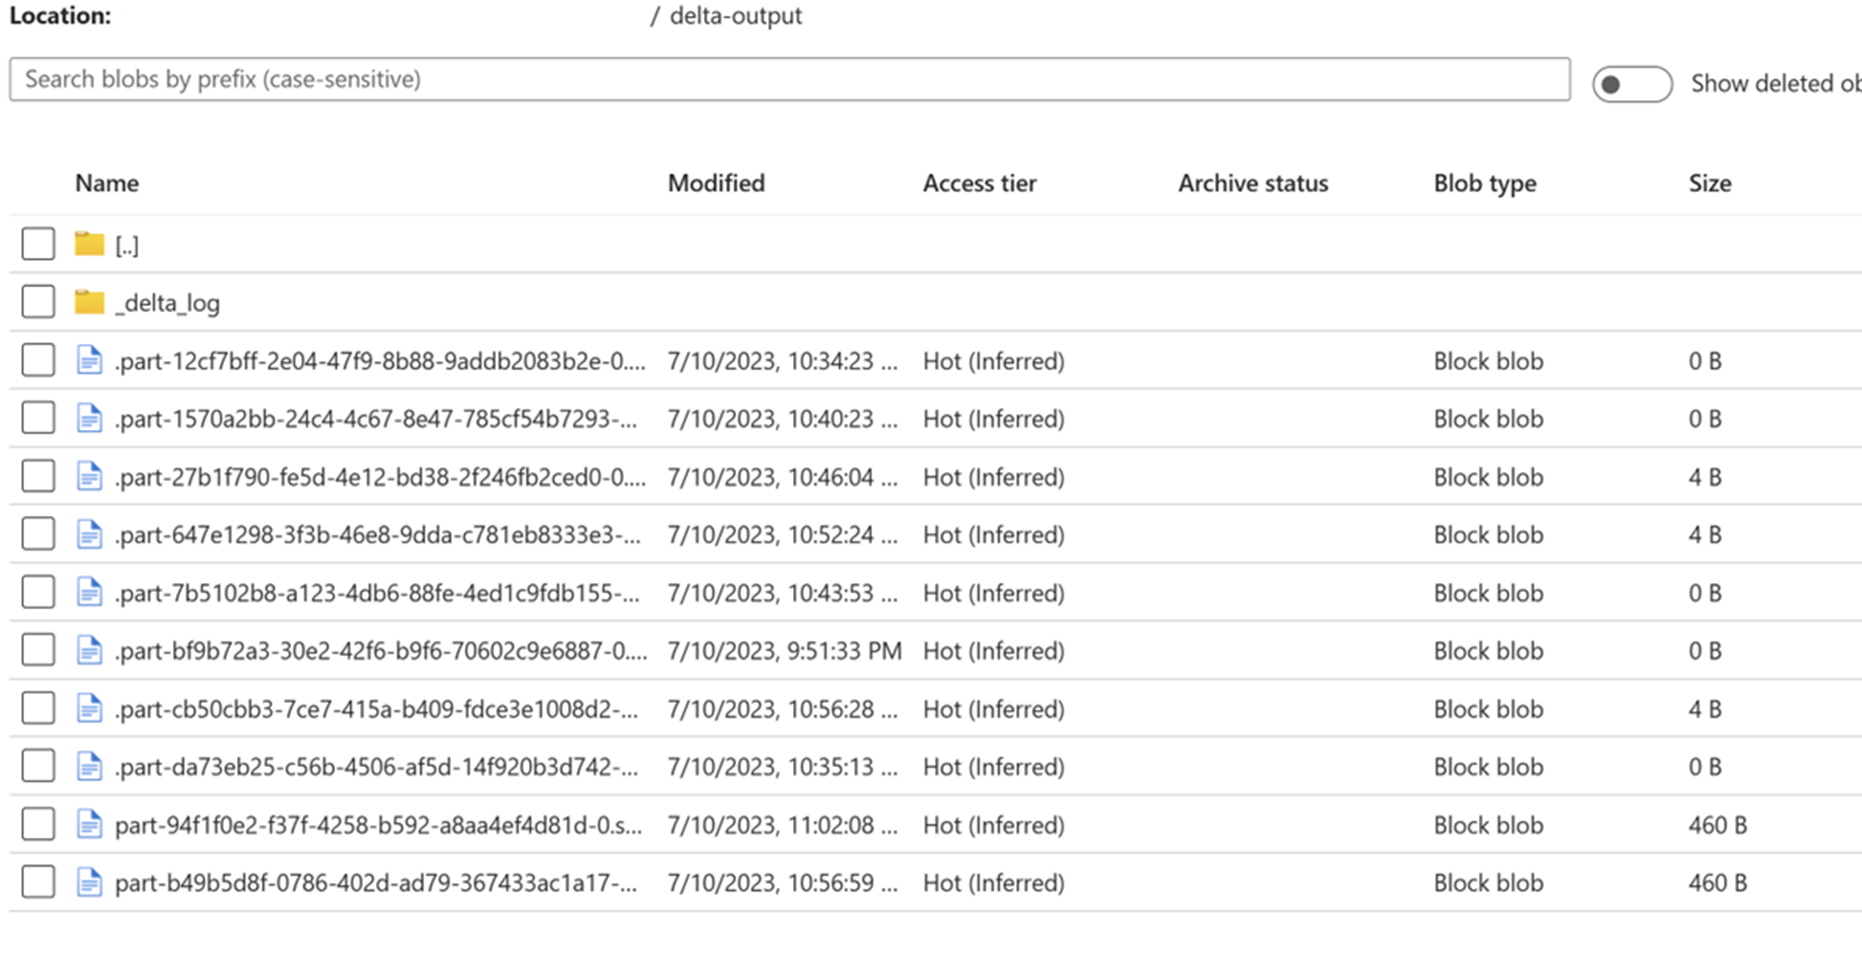 Location: / delta-output
Search blobs by prefix (case-sensitive)
Show deleted ob
Name Modified Access tier Archive status Blob type Size
[..]
_delta_log
.part-12cf7bff-2e04-47f9-8b88-9addb2083b2e-0.... 7/10/2023, 10:34:23 ... Hot (Inferred) Block blob 0 B
.part-1570a2bb-24c4-4c67-8e47-785cf54b7293-... 7/10/2023, 10:40:23 ... Hot (Inferred) Block blob 0 B
.part-27b1f790-fe5d-4e12-bd38-2f246fb2ced0-0.... 7/10/2023, 10:46:04 ... Hot (Inferred) Block blob 4 B
.part-647e1298-3f3b-46e8-9dda-c781eb8333e3-... 7/10/2023, 10:52:24 ... Hot (Inferred) Block blob 4 B
.part-7b5102b8-a123-4db6-88fe-4ed1c9fdb155-... 7/10/2023, 10:43:53 ... Hot (Inferred) Block blob 0 B
.part-bf9b72a3-30e2-42f6-b9f6-70602c9e6887-0.... 7/10/2023, 9:51:33 PM Hot (Inferred) Block blob 0 B
.part-cb50cbb3-7ce7-415a-b409-fdce3e1008d2-... 7/10/2023, 10:56:28 ... Hot (Inferred) Block blob 4 B
.part-da73eb25-c56b-4506-af5d-14f920b3d742-... 7/10/2023, 10:35:13 ... Hot (Inferred) Block blob 0 B
part-94f1f0e2-f37f-4258-b592-a8aa4ef4d81d-0.s... 7/10/2023, 11:02:08 ... Hot (Inferred) Block blob 460 B
part-b49b5d8f-0786-402d-ad79-367433ac1a17-... 7/10/2023, 10:56:59 ... Hot (Inferred) Block blob 460 B